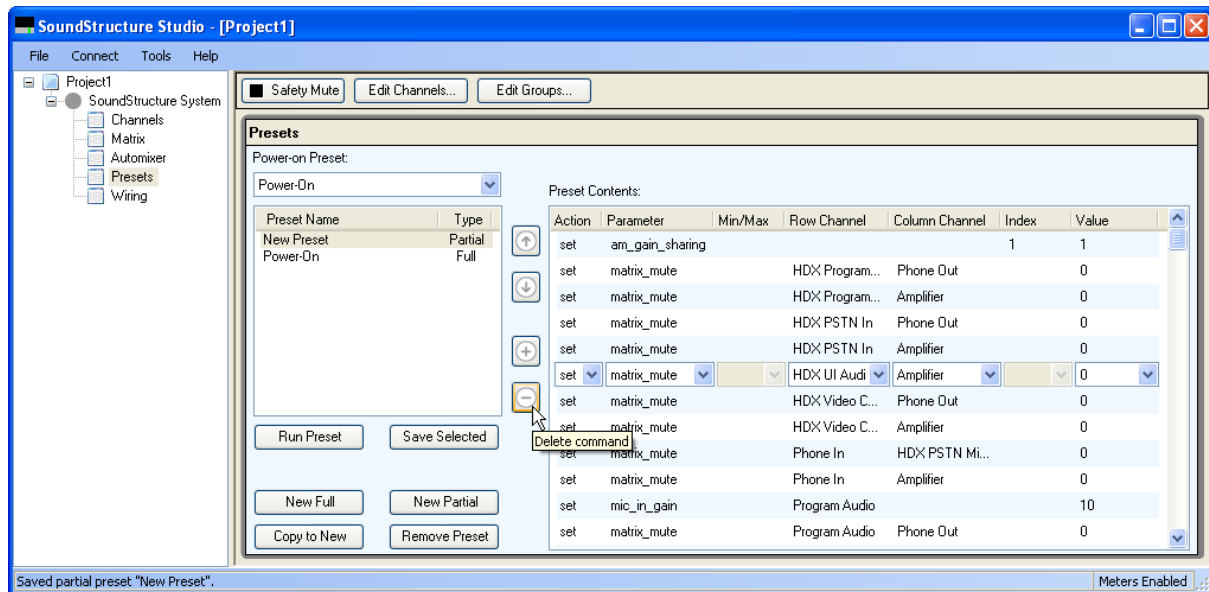 SoundStructure Studio - [Project1]
File Connect Tools Help
Project1
SoundStructure System
Channels
Matrix
Automixer
Presets
Wiring
Safety Mute Edit Channels... Edit Groups...
Presets
Power-on Preset:
Power-On
Preset Name Type
New Preset Partial
Power-On Full
Run Preset Save Selected
New Full New Partial
Copy to New Remove Preset
Preset Contents:
Action Parameter Min/Max Row Channel Column Channel Index Value
set am_gain_sharing 1 1
set matrix_mute HDX Program... Phone Out 0
set matrix_mute HDX Program... Amplifier 0
set matrix_mute HDX PSTN In Phone Out 0
set matrix_mute HDX PSTN In Amplifier 0
set matrix_mute HDX UI Audi Amplifier 0
set matrix_mute HDX Video C... Phone Out 0
set matrix_mute HDX Video C... Amplifier 0
Delete command
set matrix_mute Phone In HDX PSTN Mi... 0
set matrix_mute Phone In Amplifier 0
set mic_in_gain Program Audio 10
set matrix_mute Program Audio Phone Out 0
Saved partial preset "New Preset". Meters Enabled